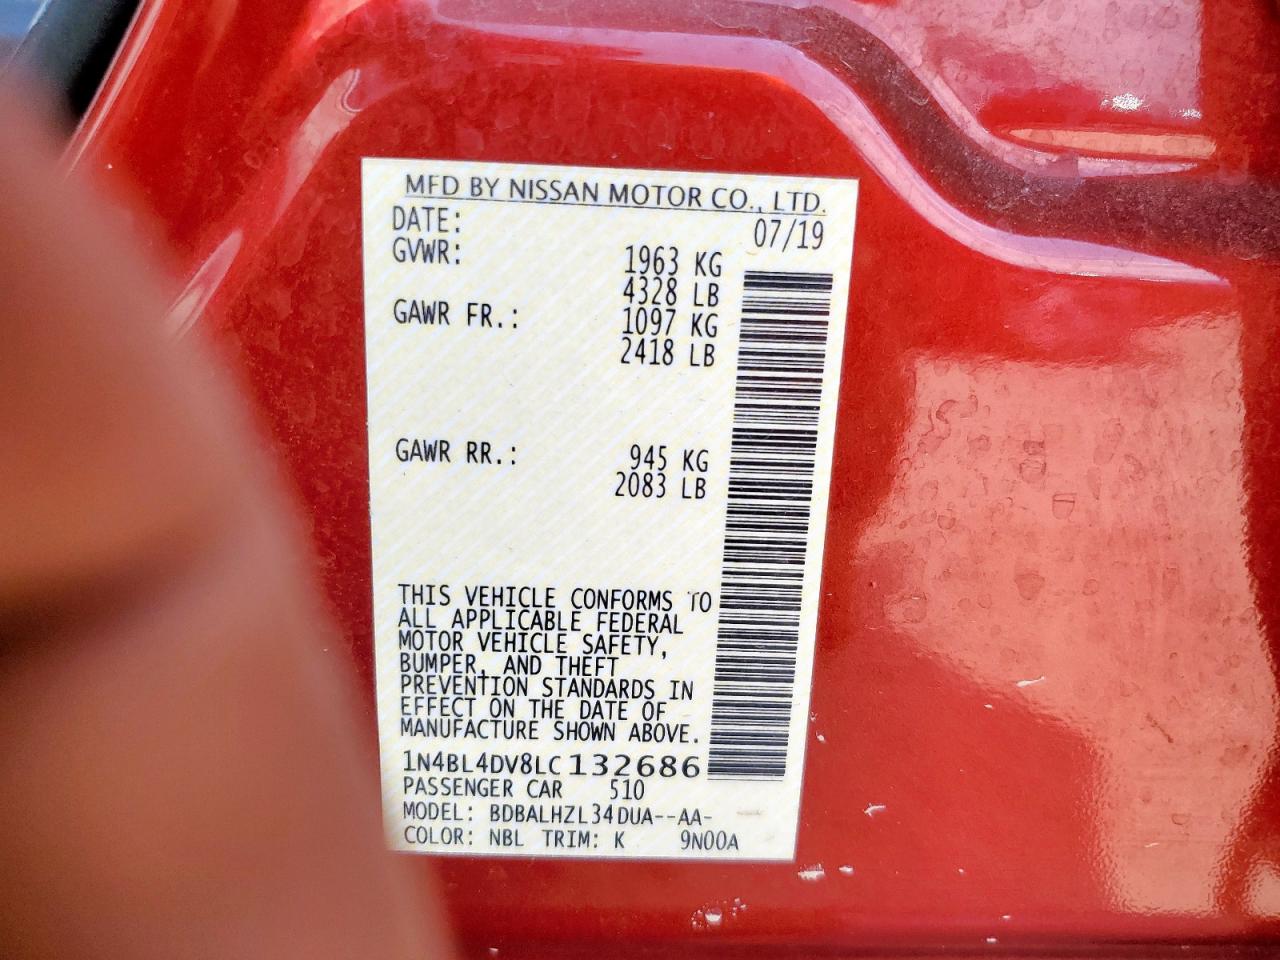 MFD BY NISSAN MOTOR CO., LTD.
DATE: 07/19
GVWR: 1963 KG
4328 LB
GAWR FR.: 1097 KG
2418 LB
GAWR RR.: 945 KG
2083 LB
THIS VEHICLE CONFORMS TO
ALL APPLICABLE FEDERAL
MOTOR VEHICLE SAFETY,
BUMPER, AND THEFT
PREVENTION STANDARDS IN
EFFECT ON THE DATE OF
MANUFACTURE SHOWN ABOVE.
1N4BL4DV8LC132686
PASSENGER CAR 510
MODEL: BDBALHZL34DUA--AA-
COLOR: NBL TRIM: K 9N00A